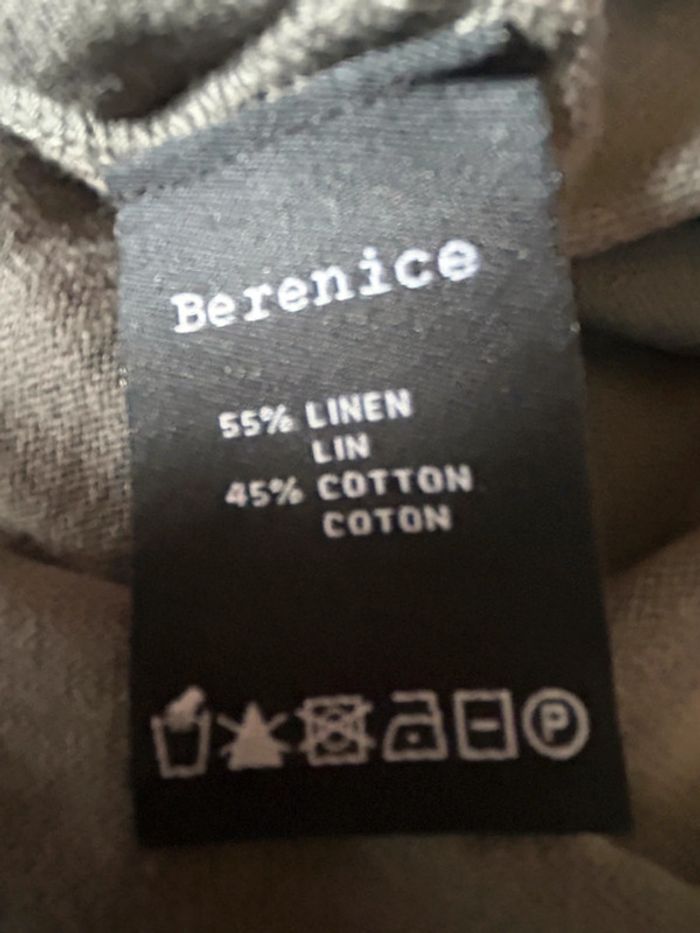 Berenice
55% LINEN
LIN
45% COTTON
COTON
P